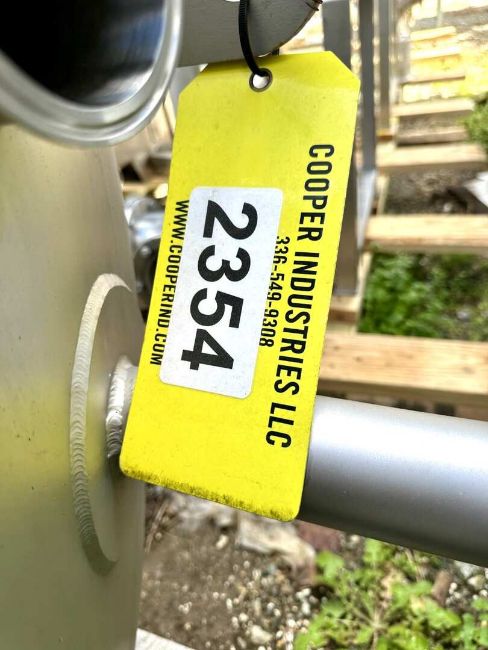 COOPER INDUSTRIES LLC
336-549-9308
2354
WWW.COOPERIND.COM